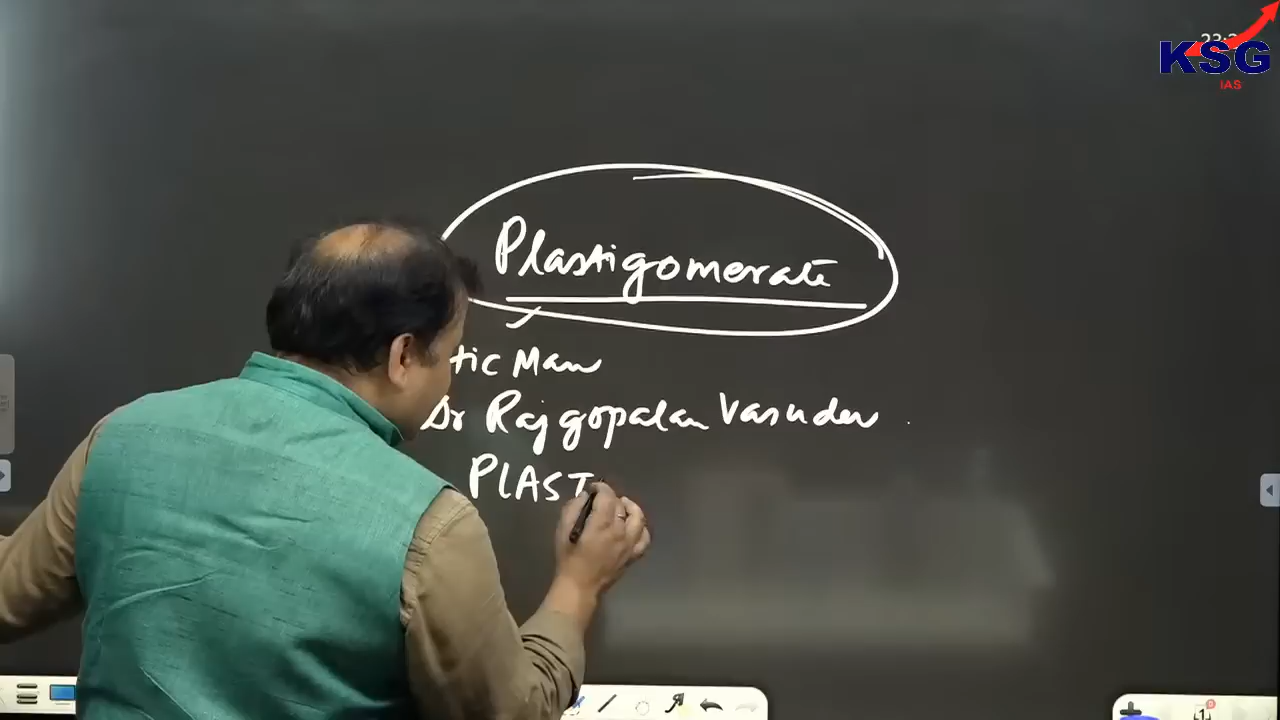 KSG
IAS
Plastigomerate
tic Man
Dr Rajgopalan Vasudev
PLAST